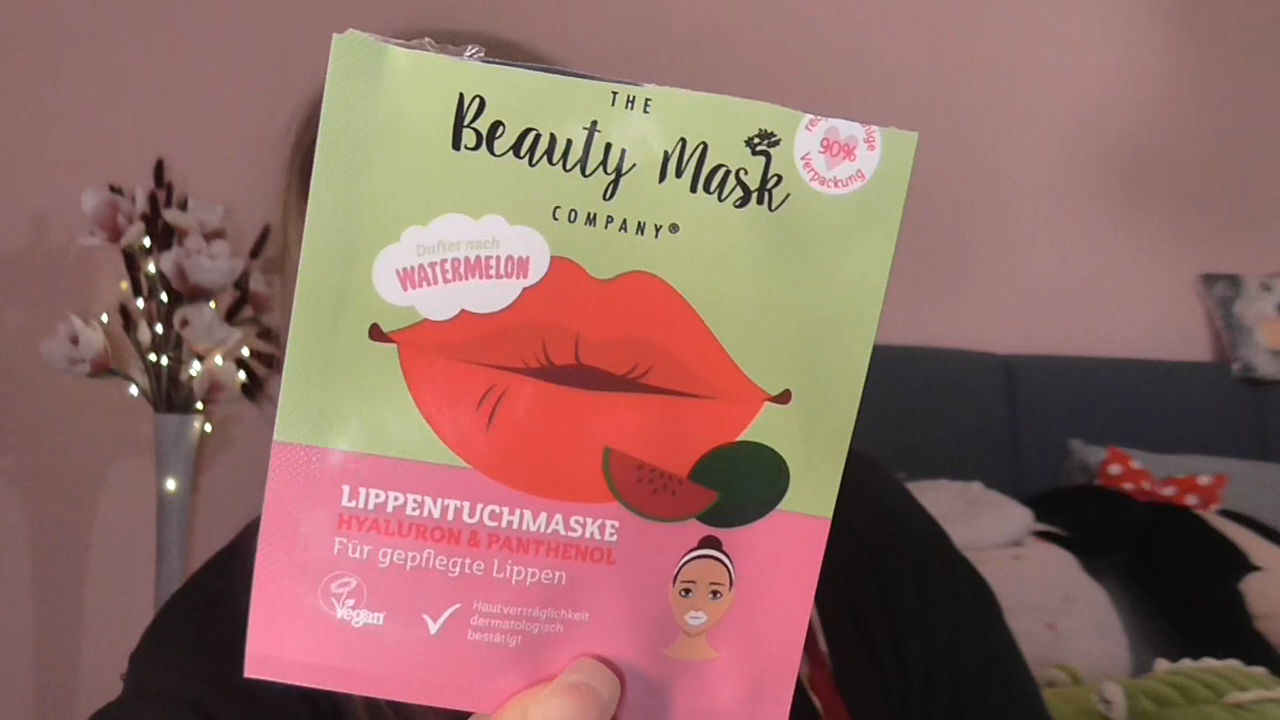 THE
Beauty Mask
COMPANY®
90%
Verpackung
Duftet nach
WATERMELON
LIPPENTUCHMASKE
HYALURON & PANTHENOL
Für gepflegte Lippen
Vegan
Hautverträglichkeit
dermatologisch
bestätigt